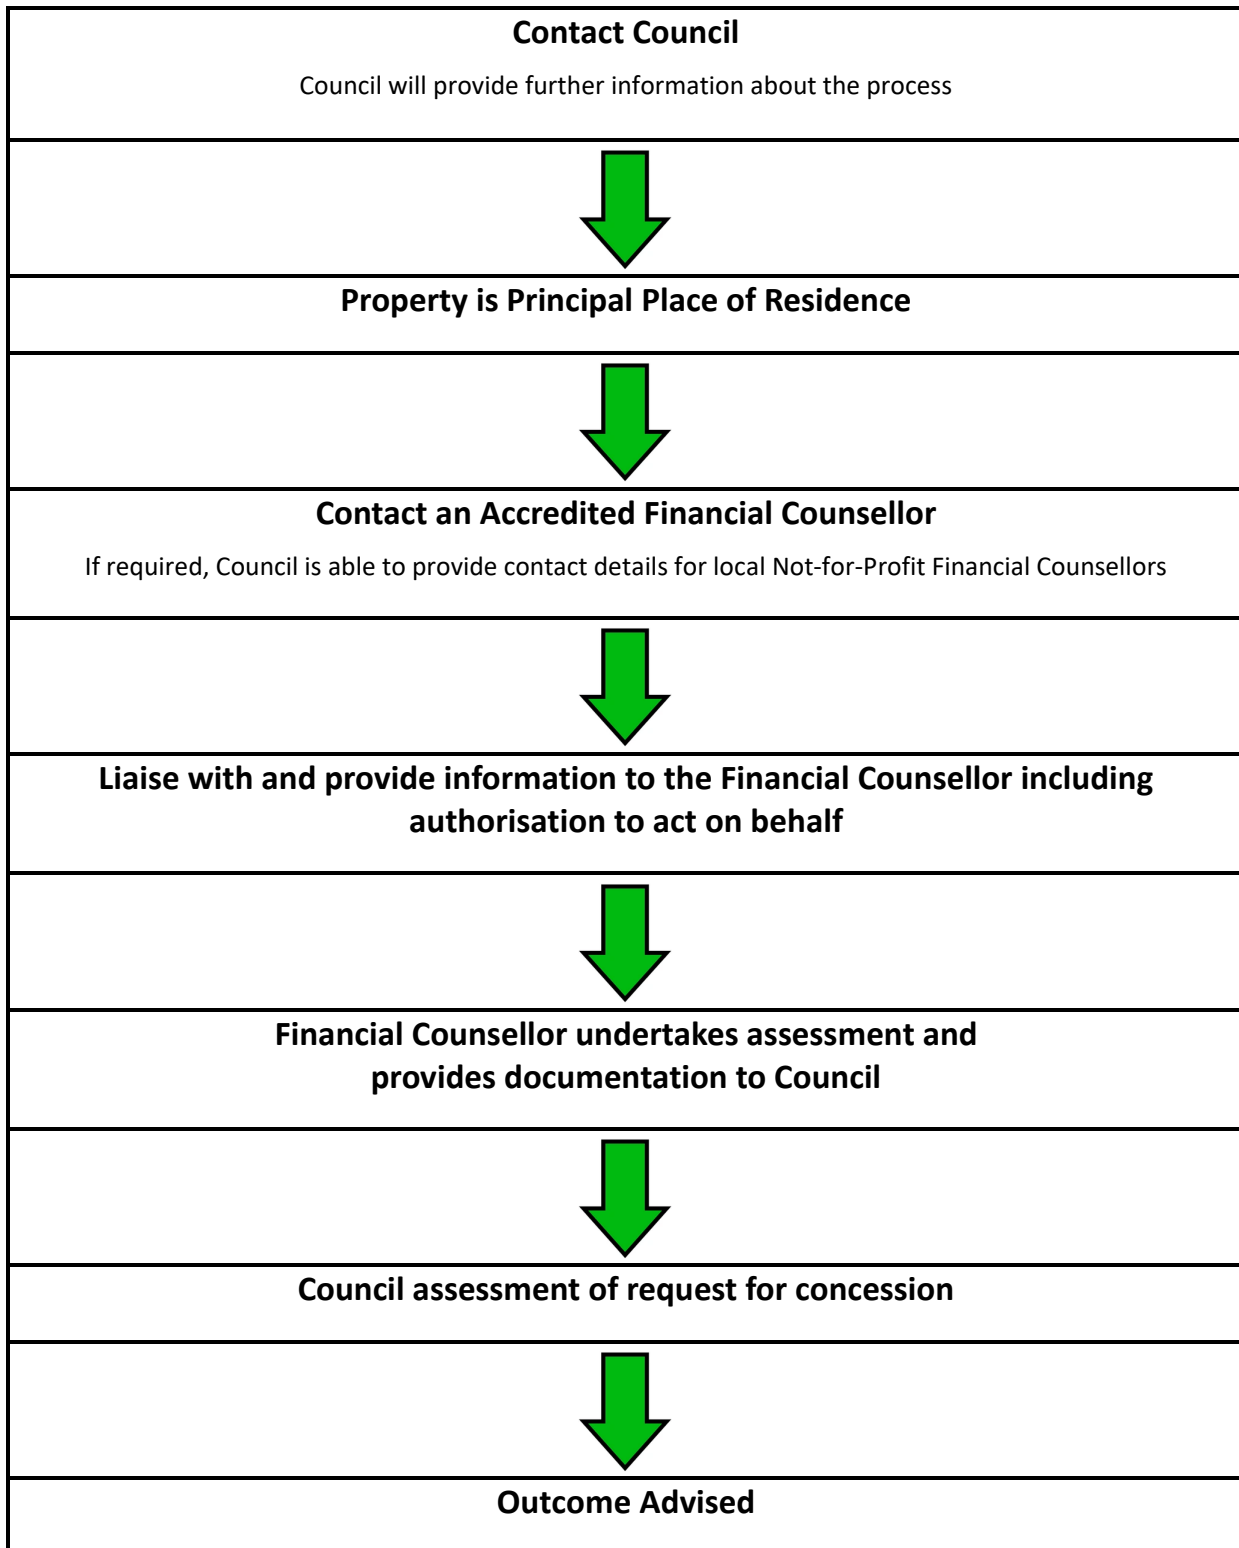 Contact Council
Council will provide further information about the process
Property is Principal Place of Residence
Contact an Accredited Financial Counsellor
If required, Council is able to provide contact details for local Not-for-Profit Financial Counsellors
Liaise with and provide information to the Financial Counsellor including
authorisation to act on behalf
Financial Counsellor undertakes assessment and
provides documentation to Council
Council assessment of request for concession
Outcome Advised